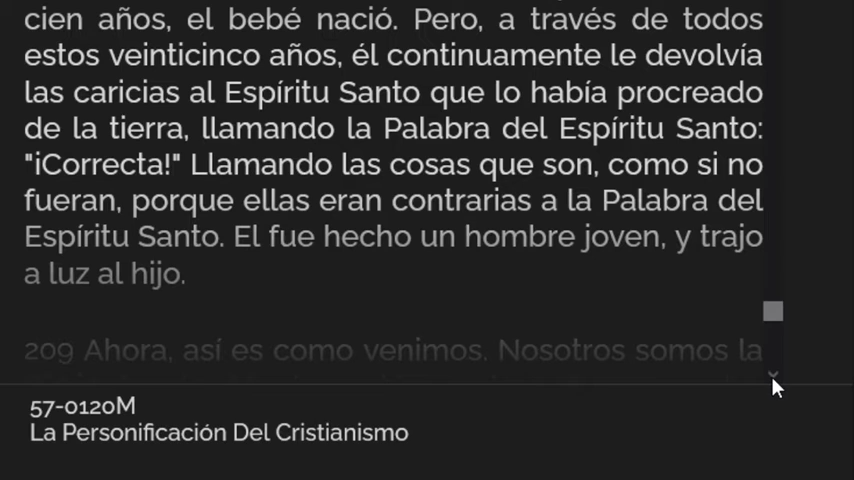 cien años, el bebé nació. Pero, a través de todos
estos veinticinco años, él continuamente le devolvía
las caricias al Espíritu Santo que lo había procreado
de la tierra, llamando la Palabra del Espíritu Santo:
"¡Correcta!" Llamando las cosas que son, como si no
fueran, porque ellas eran contrarias a la Palabra del
Espíritu Santo. El fue hecho un hombre joven, y trajo
a luz al hijo.
209 Ahora, así es como venimos. Nosotros somos la
57-0120M
La Personificación Del Cristianismo